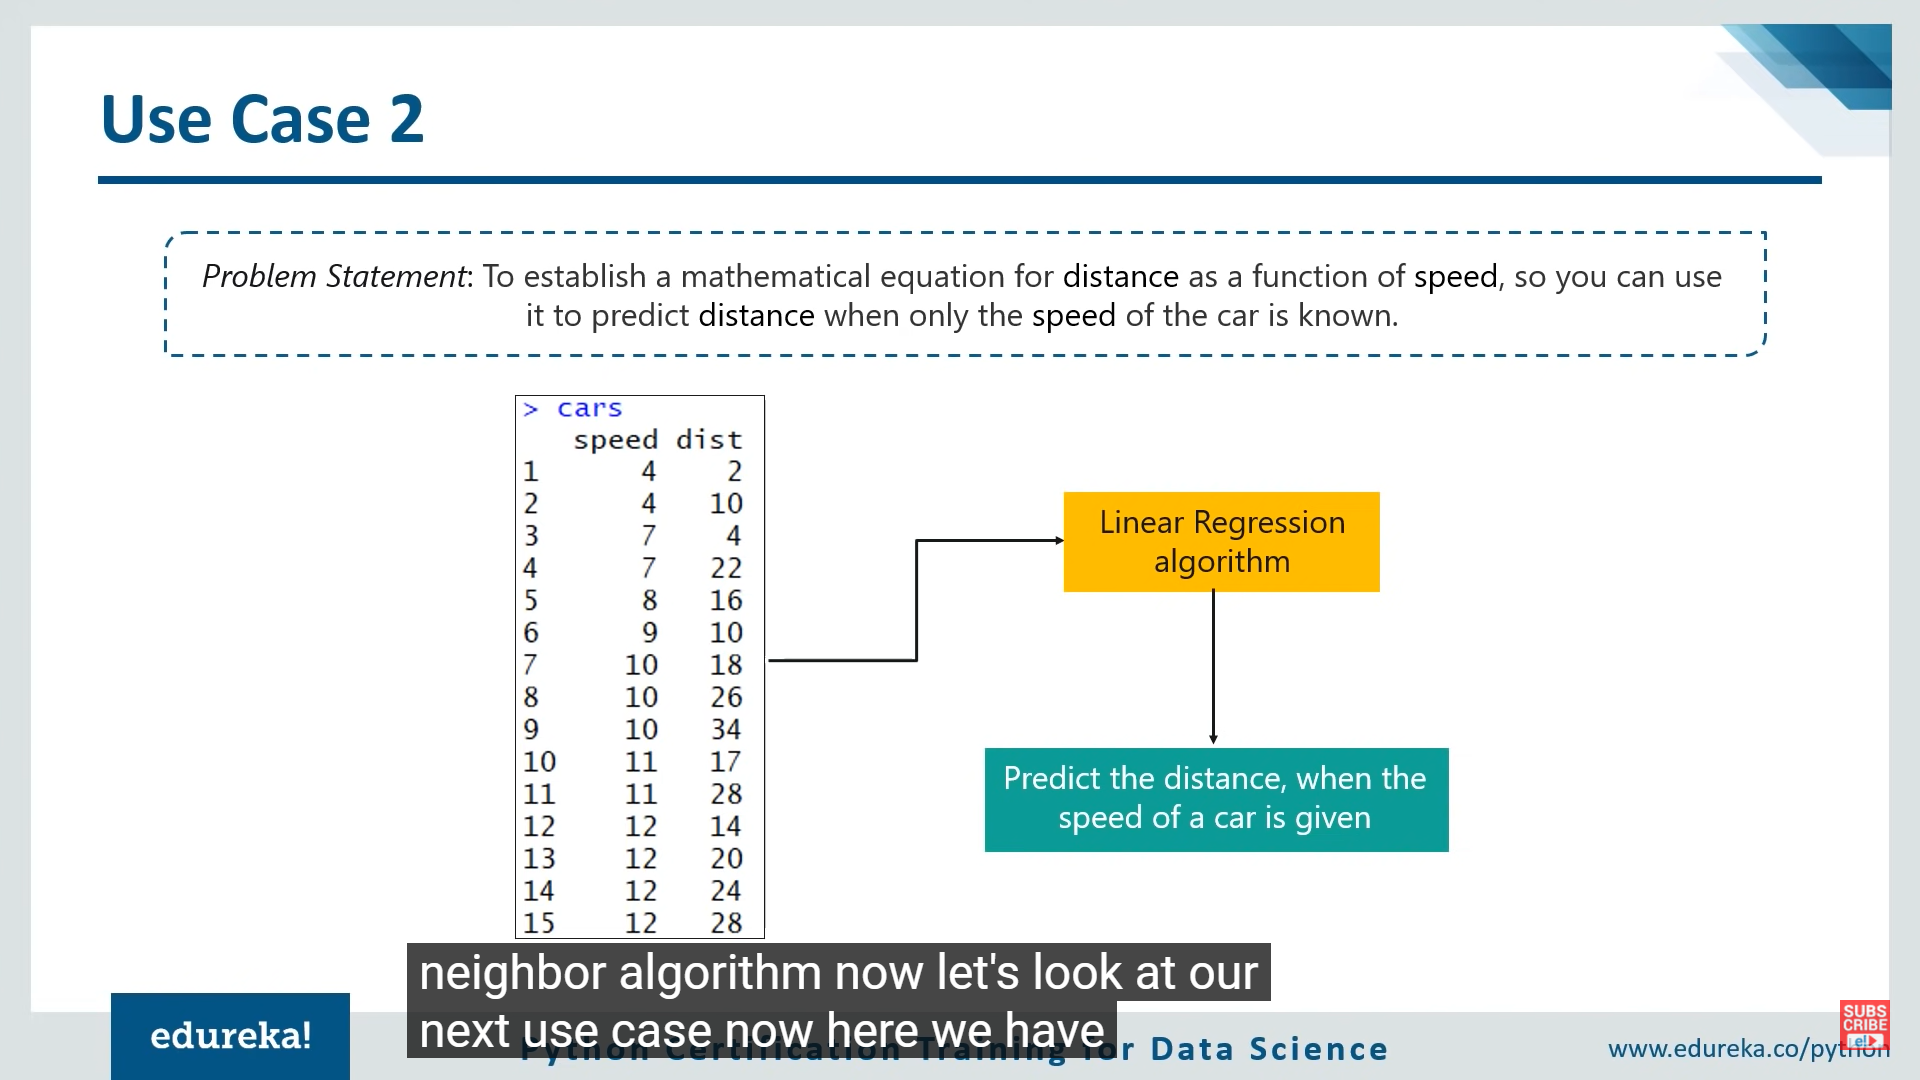 Use Case 2
Problem Statement: To establish a mathematical equation for distance as a function of speed, so you can use
it to predict distance when only the speed of the car is known.
> cars
speed dist
1 4 2
2 4 10
3 7 4
4 7 22
5 8 16
6 9 10
7 10 18
8 10 26
9 10 34
10 11 17
11 11 28
12 12 14
13 12 20
14 12 24
15 12 28
Linear Regression
algorithm
Predict the distance, when the
speed of a car is given
neighbor algorithm now let's look at our
next use case now here we have
edureka!
Python Certification Training for Data Science
www.edureka.co/python
SUBS
CRIBE
e!